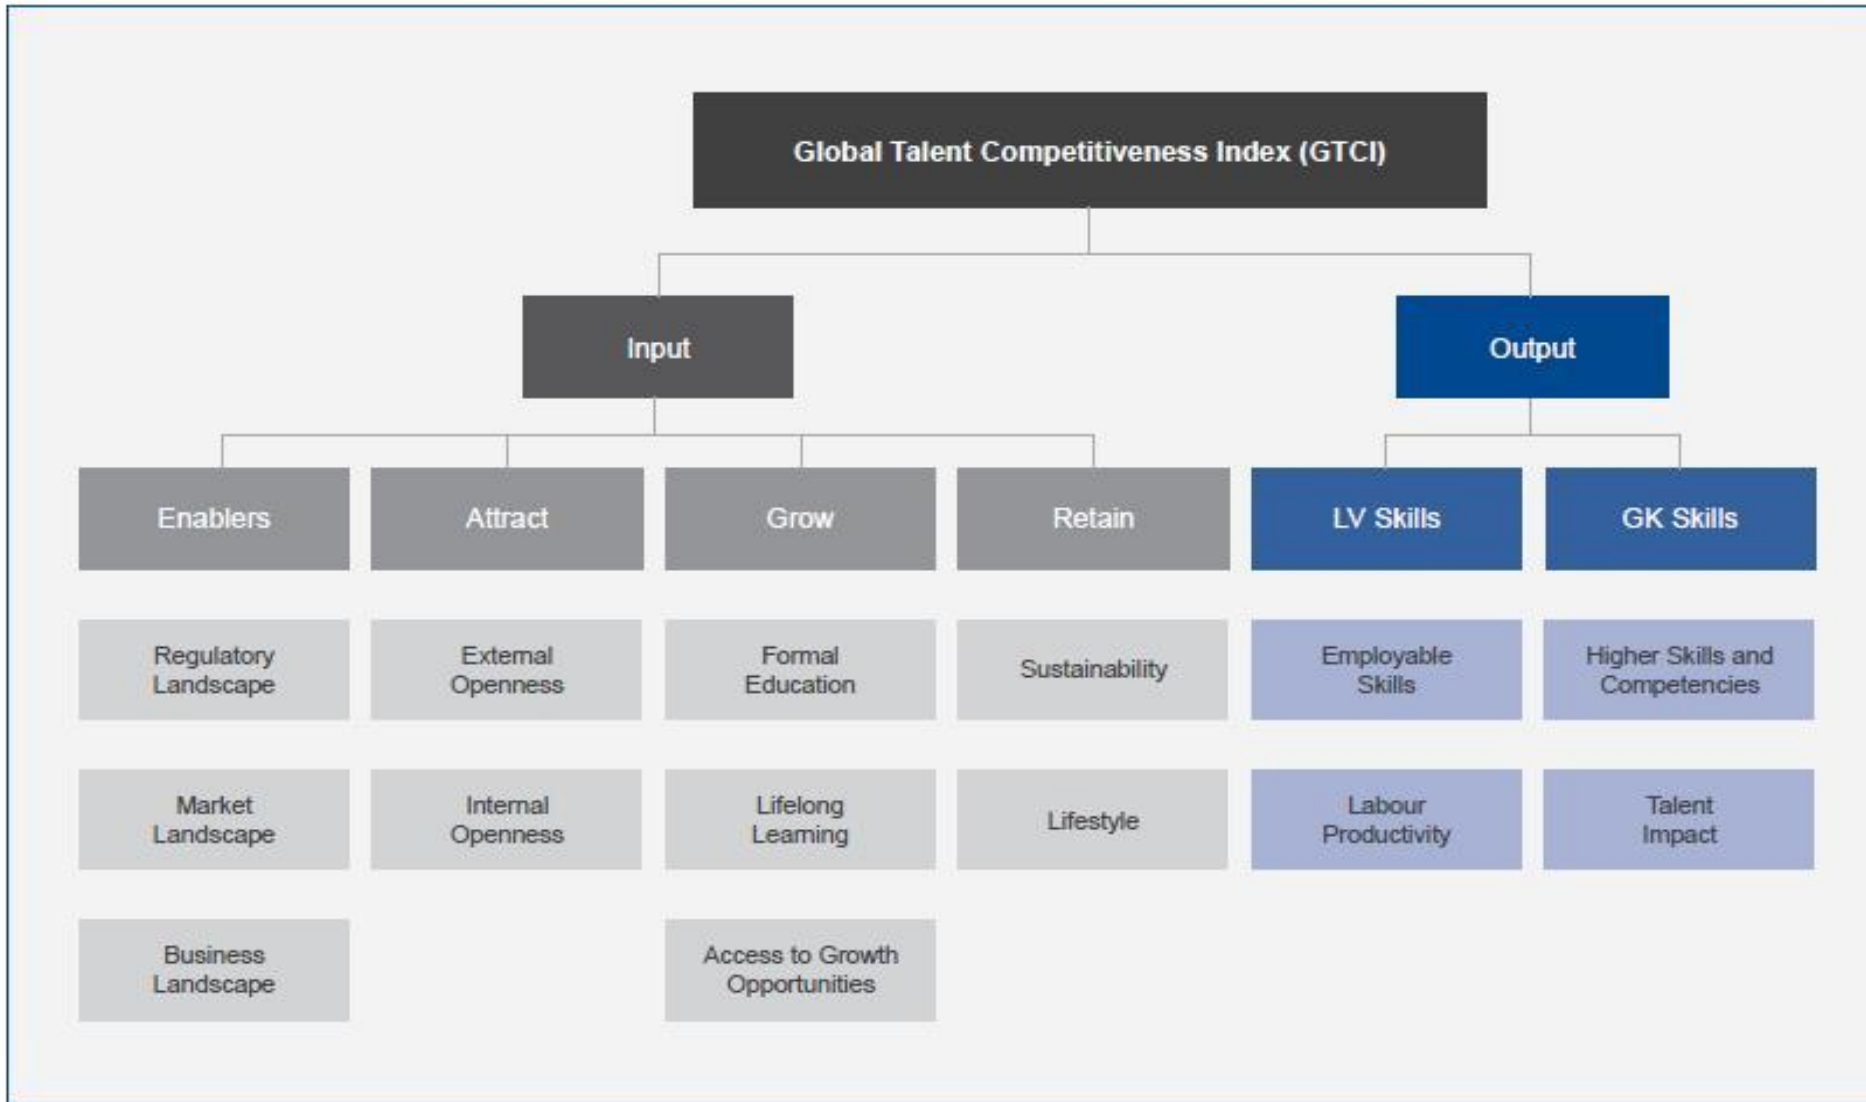 Global Talent Competitiveness Index (GTCI)
Input
Output
Enablers
Attract
Grow
Retain
LV Skills
GK Skills
Regulatory
Landscape
External
Openness
Formal
Education
Sustainability
Employable
Skills
Higher Skills and
Competencies
Market
Landscape
Internal
Openness
Lifelong
Learning
Lifestyle
Labour
Productivity
Talent
Impact
Business
Landscape
Access to Growth
Opportunities